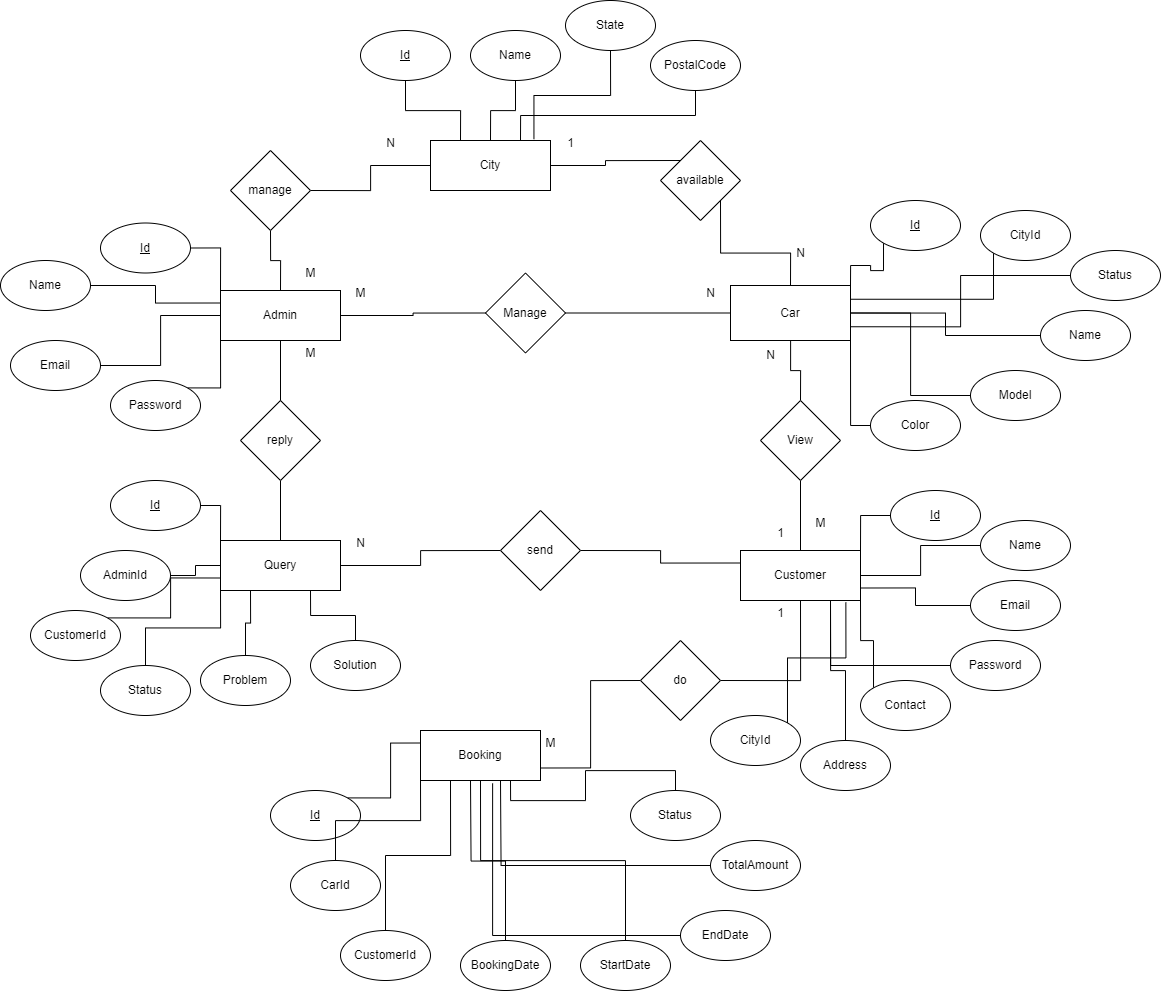 State
Id
Name
PostalCode
N
1
City
manage
available
Id
CityId
Id
N
Status
M
Name
M
N
Admin
Manage
Car
Name
M
N
Email
Password
Model
Color
reply
View
Id
Id
M
1
N
Name
send
Query
AdminId
Customer
Email
1
CustomerId
Solution
Password
Problem
do
Status
Contact
CityId
M
Booking
Address
Id
Status
TotalAmount
CarId
EndDate
CustomerId
BookingDate
StartDate